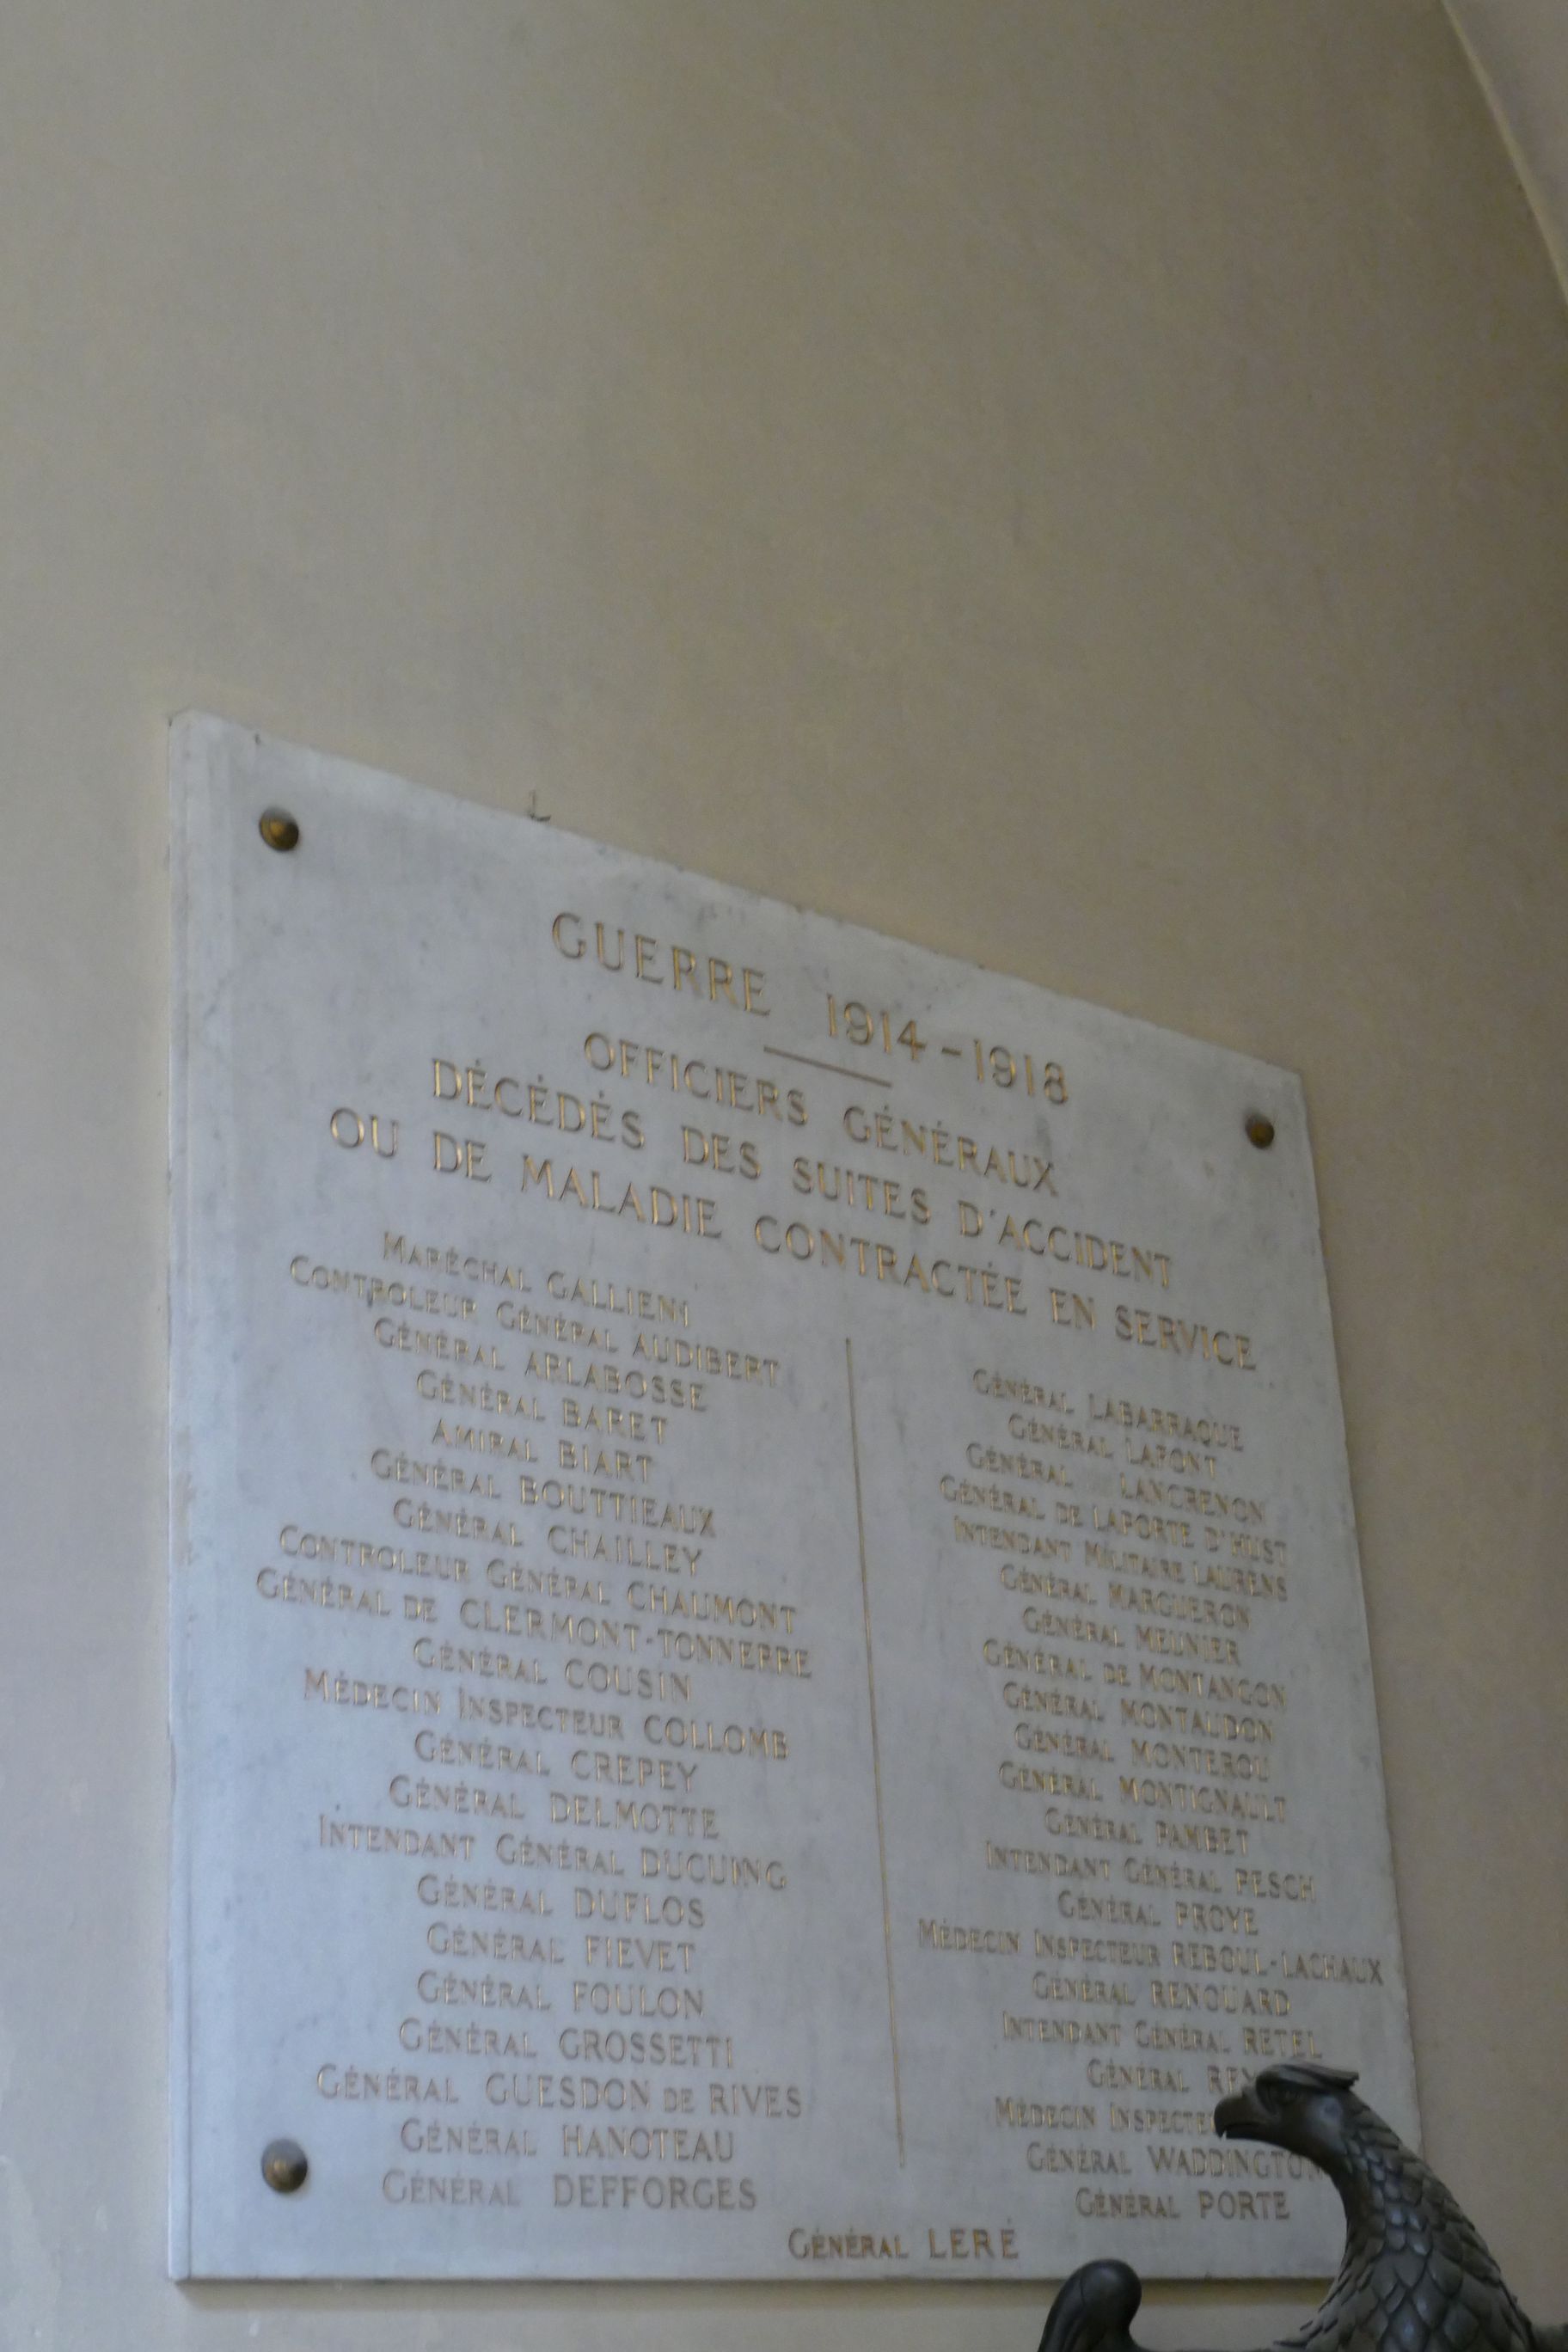 GUERRE 1914-1918
OFFICIERS GÉNÉRAUX
DÉCÉDÉS DES SUITES D'ACCIDENT
OU DE MALADIE CONTRACTÉE EN SERVICE
MARÉCHAL GALLIENI
CONTROLEUR GÉNÉRAL AUDIBERT
GÉNÉRAL ARLABOSSE
GÉNÉRAL BARET
AMIRAL BIART
GÉNÉRAL BOUTTIEAUX
GÉNÉRAL CHAILLEY
CONTROLEUR GÉNÉRAL CHAUMONT
GÉNÉRAL DE CLERMONT-TONNERRE
GÉNÉRAL COUSIN
MÉDECIN INSPECTEUR COLLOMB
GÉNÉRAL CREPEY
GÉNÉRAL DELMOTTE
INTENDANT GÉNÉRAL DUCUING
GÉNÉRAL DUFLOS
GÉNÉRAL FIEVET
GÉNÉRAL FOULON
GÉNÉRAL GROSSETTI
GÉNÉRAL GUESDON DE RIVES
GÉNÉRAL HANOTEAU
GÉNÉRAL DEFFORGES
GÉNÉRAL LABARRAQUE
GÉNÉRAL LAFONT
GÉNÉRAL LANCRENON
GÉNÉRAL DE LAPORTE D'HUST
INTENDANT MILITAIRE LAURENS
GÉNÉRAL MARGUERON
GÉNÉRAL MEUNIER
GÉNÉRAL DE MONTANGON
GÉNÉRAL MONTAUDON
GÉNÉRAL MONTEROU
GÉNÉRAL MONTIGNAULT
GÉNÉRAL PAMBET
INTENDANT GÉNÉRAL PESCH
GÉNÉRAL PROYE
MÉDECIN INSPECTEUR REBOUL-LACHAUX
GÉNÉRAL RENOUARD
INTENDANT GÉNÉRAL RETEL
GÉNÉRAL
MÉDECIN
GÉNÉRAL WADDINGTON
GÉNÉRAL PORTE
GÉNÉRAL LERÉ